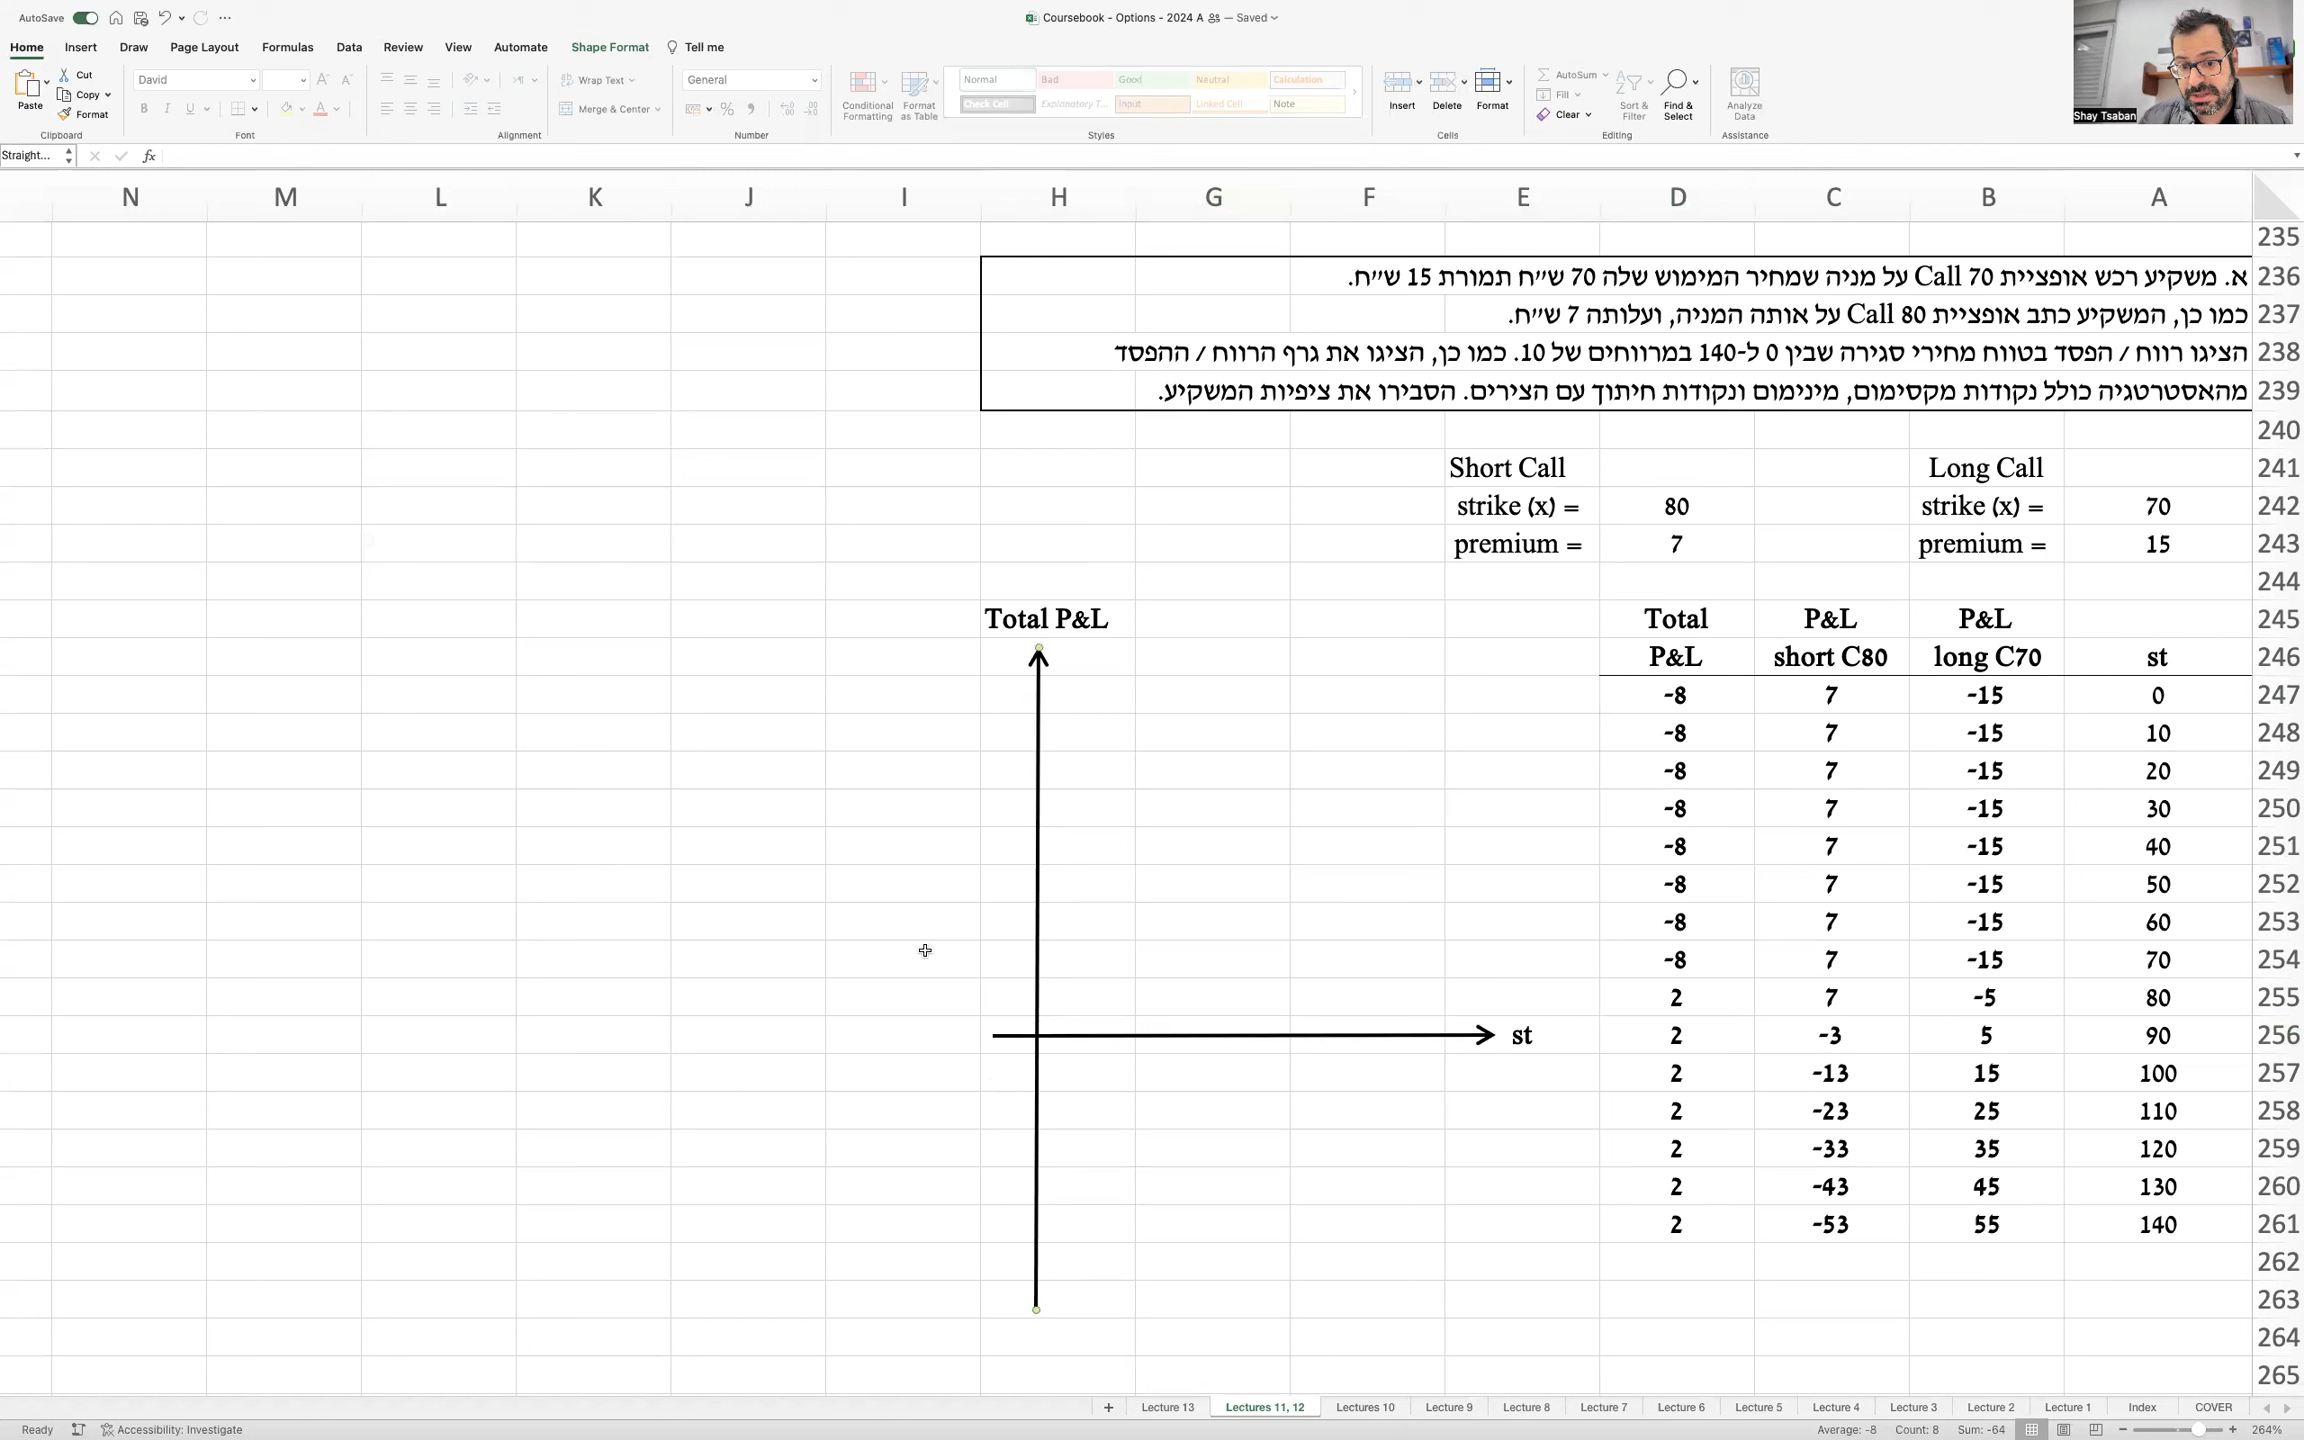 AutoSave
Coursebook - Options - 2024 A — Saved
Home Insert Draw Page Layout Formulas Data Review View Automate Shape Format Tell me
Paste
Cut
Copy
Format
Clipboard
David
Font
Alignment
Wrap Text
Merge & Center
General
Number
Conditional Formatting
Format as Table
Normal Bad Good Neutral Calculation
Check Cell Explanatory T... Input Linked Cell Note
Styles
Insert Delete Format
Cells
AutoSum
Fill
Clear
Sort & Filter
Find & Select
Editing
Analyze Data
Assistance
Shay Tsaban
Straight...
fx
N M L K J I H G F E D C B A
235
א. משקיע רכש אופציית Call 70 על מניה שמחיר המימוש שלה 70 ש״ח תמורת 15 ש״ח. 236
כמו כן, המשקיע כתב אופציית Call 80 על אותה המניה, ועלותה 7 ש״ח. 237
הציגו רווח / הפסד בטווח מחירי סגירה שבין 0 ל-140 במרווחים של 10. כמו כן, הציגו את גרף הרווח / ההפסד 238
מהאסטרטגיה כולל נקודות מקסימום, מינימום ונקודות חיתוך עם הצירים. הסבירו את ציפיות המשקיע. 239
240
Short Call Long Call 241
strike (x) = 80 strike (x) = 70 242
premium = 7 premium = 15 243
244
Total P&L Total P&L P&L 245
P&L short C80 long C70 st 246
-8 7 -15 0 247
-8 7 -15 10 248
-8 7 -15 20 249
-8 7 -15 30 250
-8 7 -15 40 251
-8 7 -15 50 252
-8 7 -15 60 253
-8 7 -15 70 254
2 7 -5 80 255
st 2 -3 5 90 256
2 -13 15 100 257
2 -23 25 110 258
2 -33 35 120 259
2 -43 45 130 260
2 -53 55 140 261
262
263
264
265
+ Lecture 13 Lectures 11, 12 Lectures 10 Lecture 9 Lecture 8 Lecture 7 Lecture 6 Lecture 5 Lecture 4 Lecture 3 Lecture 2 Lecture 1 Index COVER
Ready Accessibility: Investigate Average: -8 Count: 8 Sum: -64 264%